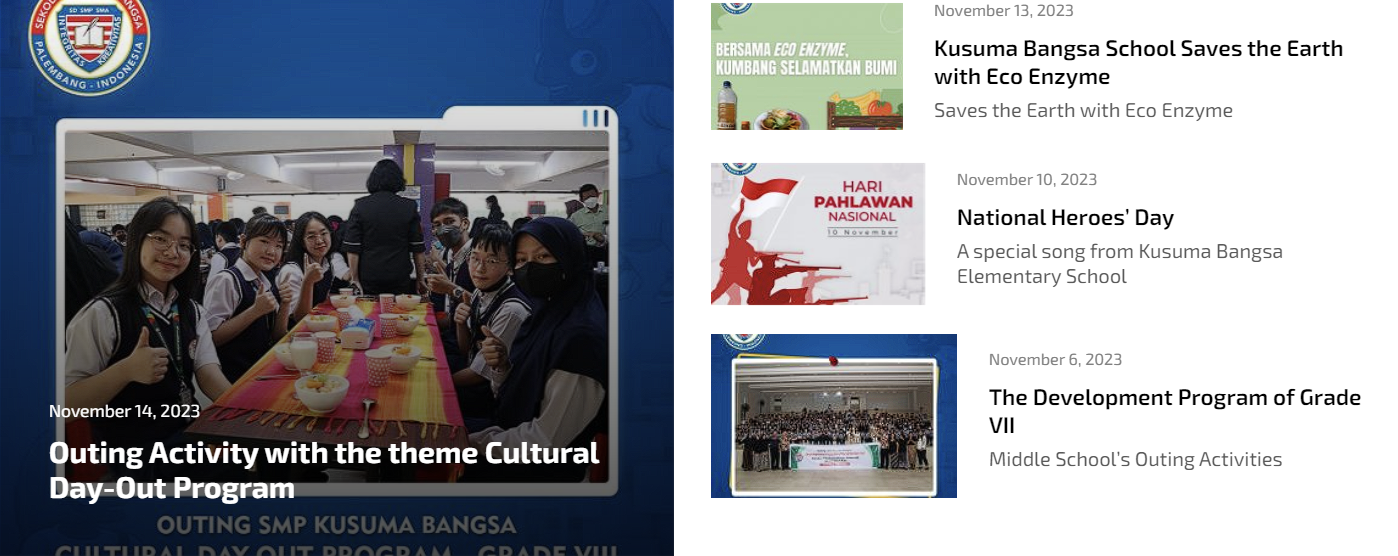 SD SMP SMA
INTEGRITAS
KREATIVITAS
PALEMBANG - INDONESIA
November 14, 2023
Outing Activity with the theme Cultural
Day-Out Program
OUTING SMP KUSUMA BANGSA
CULTURAL DAY OUT PROGRAM - GRADE VIII
BERSAMA ECO ENZYME,
KUMBANG SELAMATKAN BUMI
November 13, 2023
Kusuma Bangsa School Saves the Earth
with Eco Enzyme
Saves the Earth with Eco Enzyme
HARI
PAHLAWAN
NASIONAL
10 November
November 10, 2023
National Heroes’ Day
A special song from Kusuma Bangsa
Elementary School
November 6, 2023
The Development Program of Grade
VII
Middle School’s Outing Activities